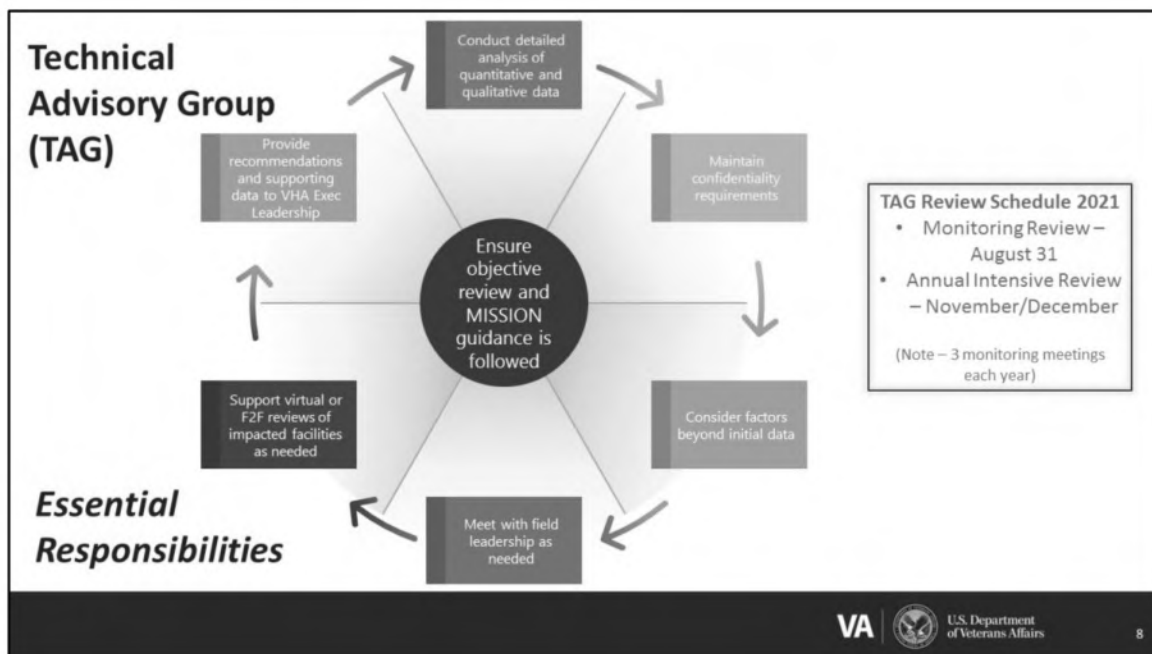 Technical
Advisory Group
(TAG)
Conduct detailed
analysis of
quantitative and
qualitative data
Maintain
confidentiality
requirements
Consider factors
beyond initial data
Meet with field
leadership as
needed
Support virtual or
F2F reviews of
impacted facilities
as needed
Provide
recommendations
and supporting
data to VHA Exec
Leadership
Ensure
objective
review and
MISSION
guidance is
followed
TAG Review Schedule 2021
• Monitoring Review –
August 31
• Annual Intensive Review
– November/December
(Note – 3 monitoring meetings
each year)
Essential
Responsibilities
VA
U.S. Department
of Veterans Affairs
8